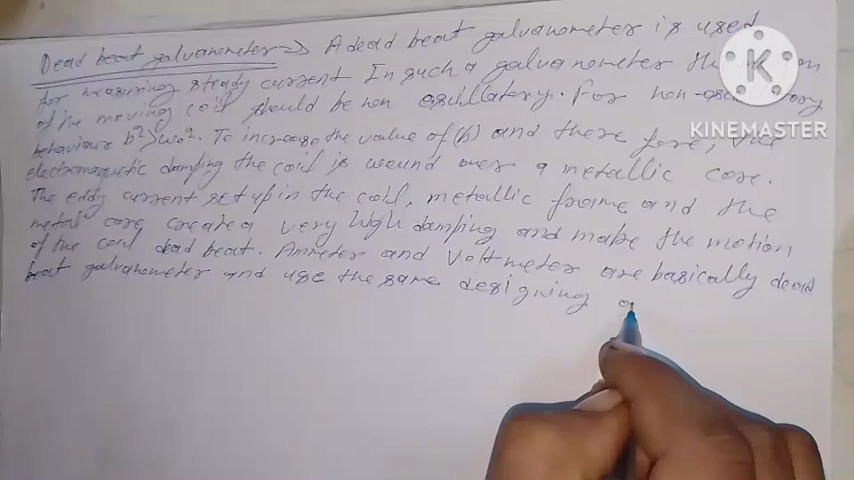 Dead beat galvanometer => A dead beat galvanometer is used
for measuring steady current In such a galvanometer the
of the moving coil should be non oscillatory. For non-
behaviour b²>ω₀². To increase the value of (b) and there fore, the
electromagnetic damping the coil is wound over a metallic core.
The eddy current set up in the coil, metallic frame and the
metal core create a very high damping and make the motion
of the coil dead beat. Ammeter and Voltmeter are basically dead
beat galvanometer and use the same designing
KINEMASTER